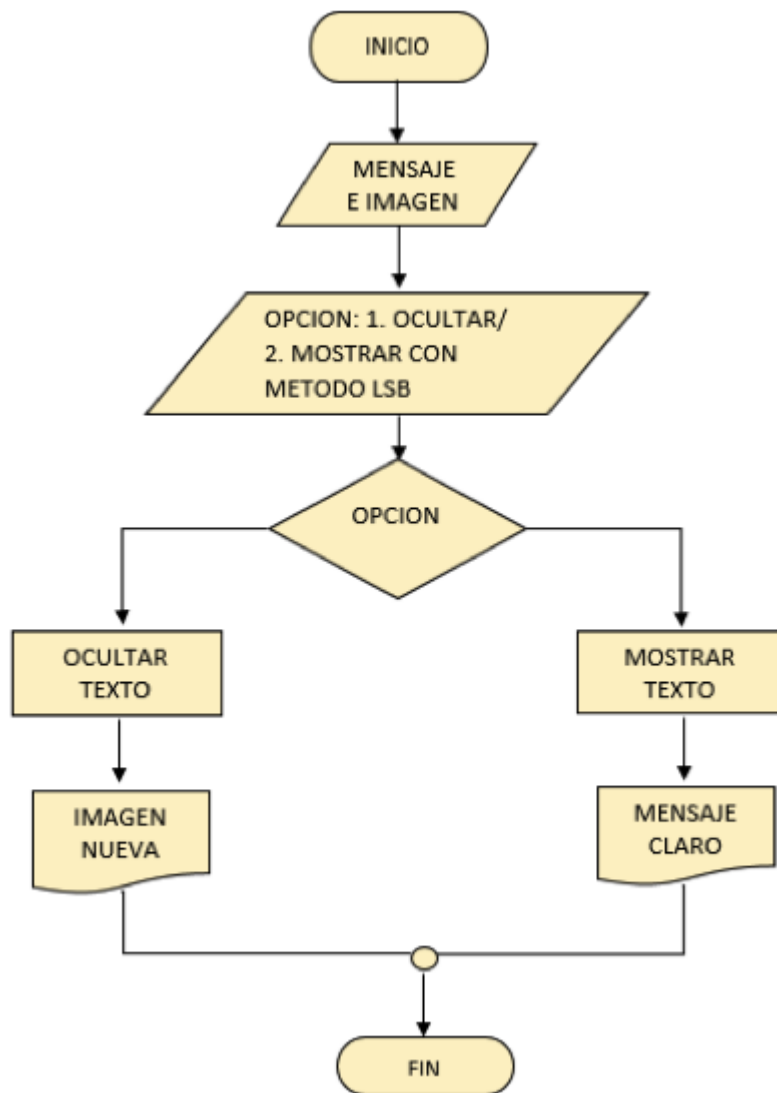 INICIO
MENSAJE
E IMAGEN
OPCION: 1. OCULTAR/
2. MOSTRAR CON
METODO LSB
OPCION
OCULTAR
TEXTO
MOSTRAR
TEXTO
IMAGEN
NUEVA
MENSAJE
CLARO
FIN